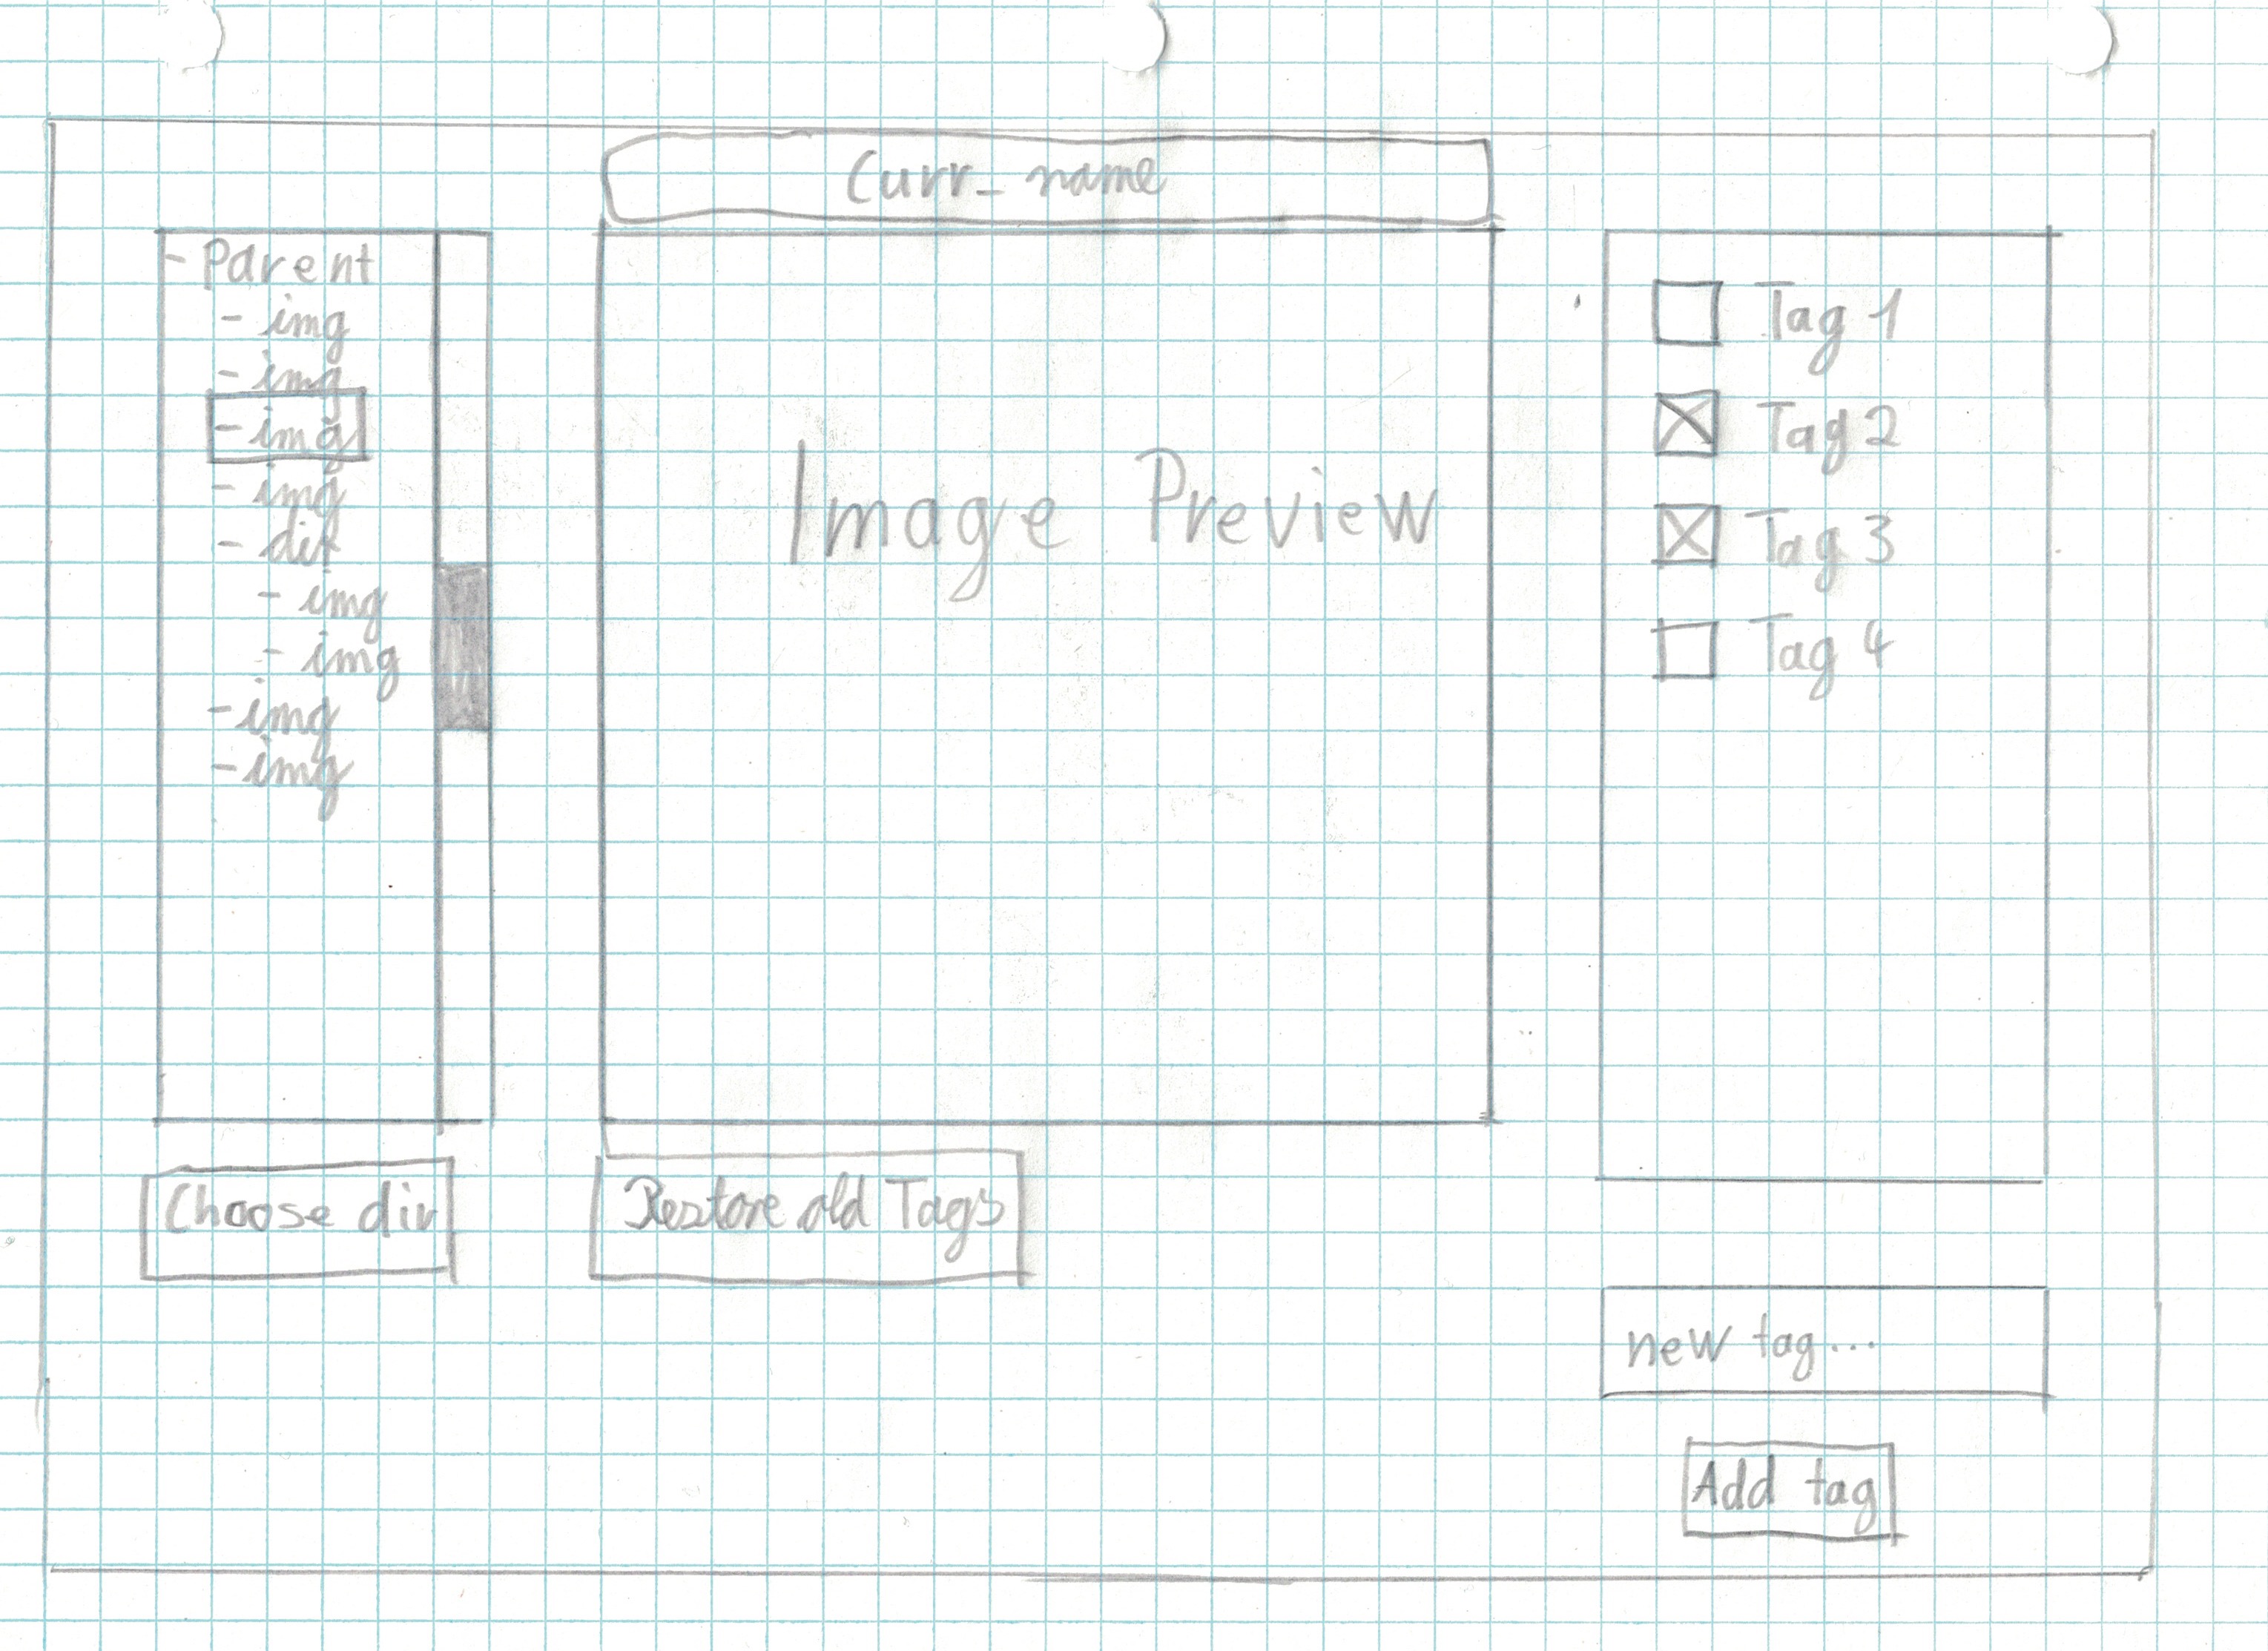 Curr_name
- Parent
- img
- img
- img
- img
- dir
- img
- img
- img
- img
Image Preview
Tag 1
Tag 2
Tag 3
Tag 4
Choose dir
Restore old Tags
new tag...
Add tag